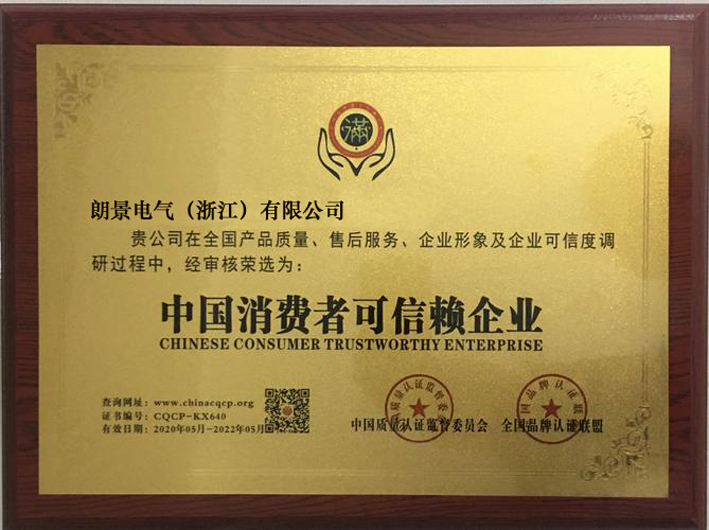 满
朗景电气（浙江）有限公司
贵公司在全国产品质量、售后服务、企业形象及企业可信度调
研过程中，经审核荣选为：
中国消费者可信赖企业
CHINESE CONSUMER TRUSTWORTHY ENTERPRISE
查询网址：www.chinacqcp.org
证书编号：CQCP-KX640
有效日期：2020年05月-2022年05月
中国质量认证监督委员会 全国品牌认证联盟